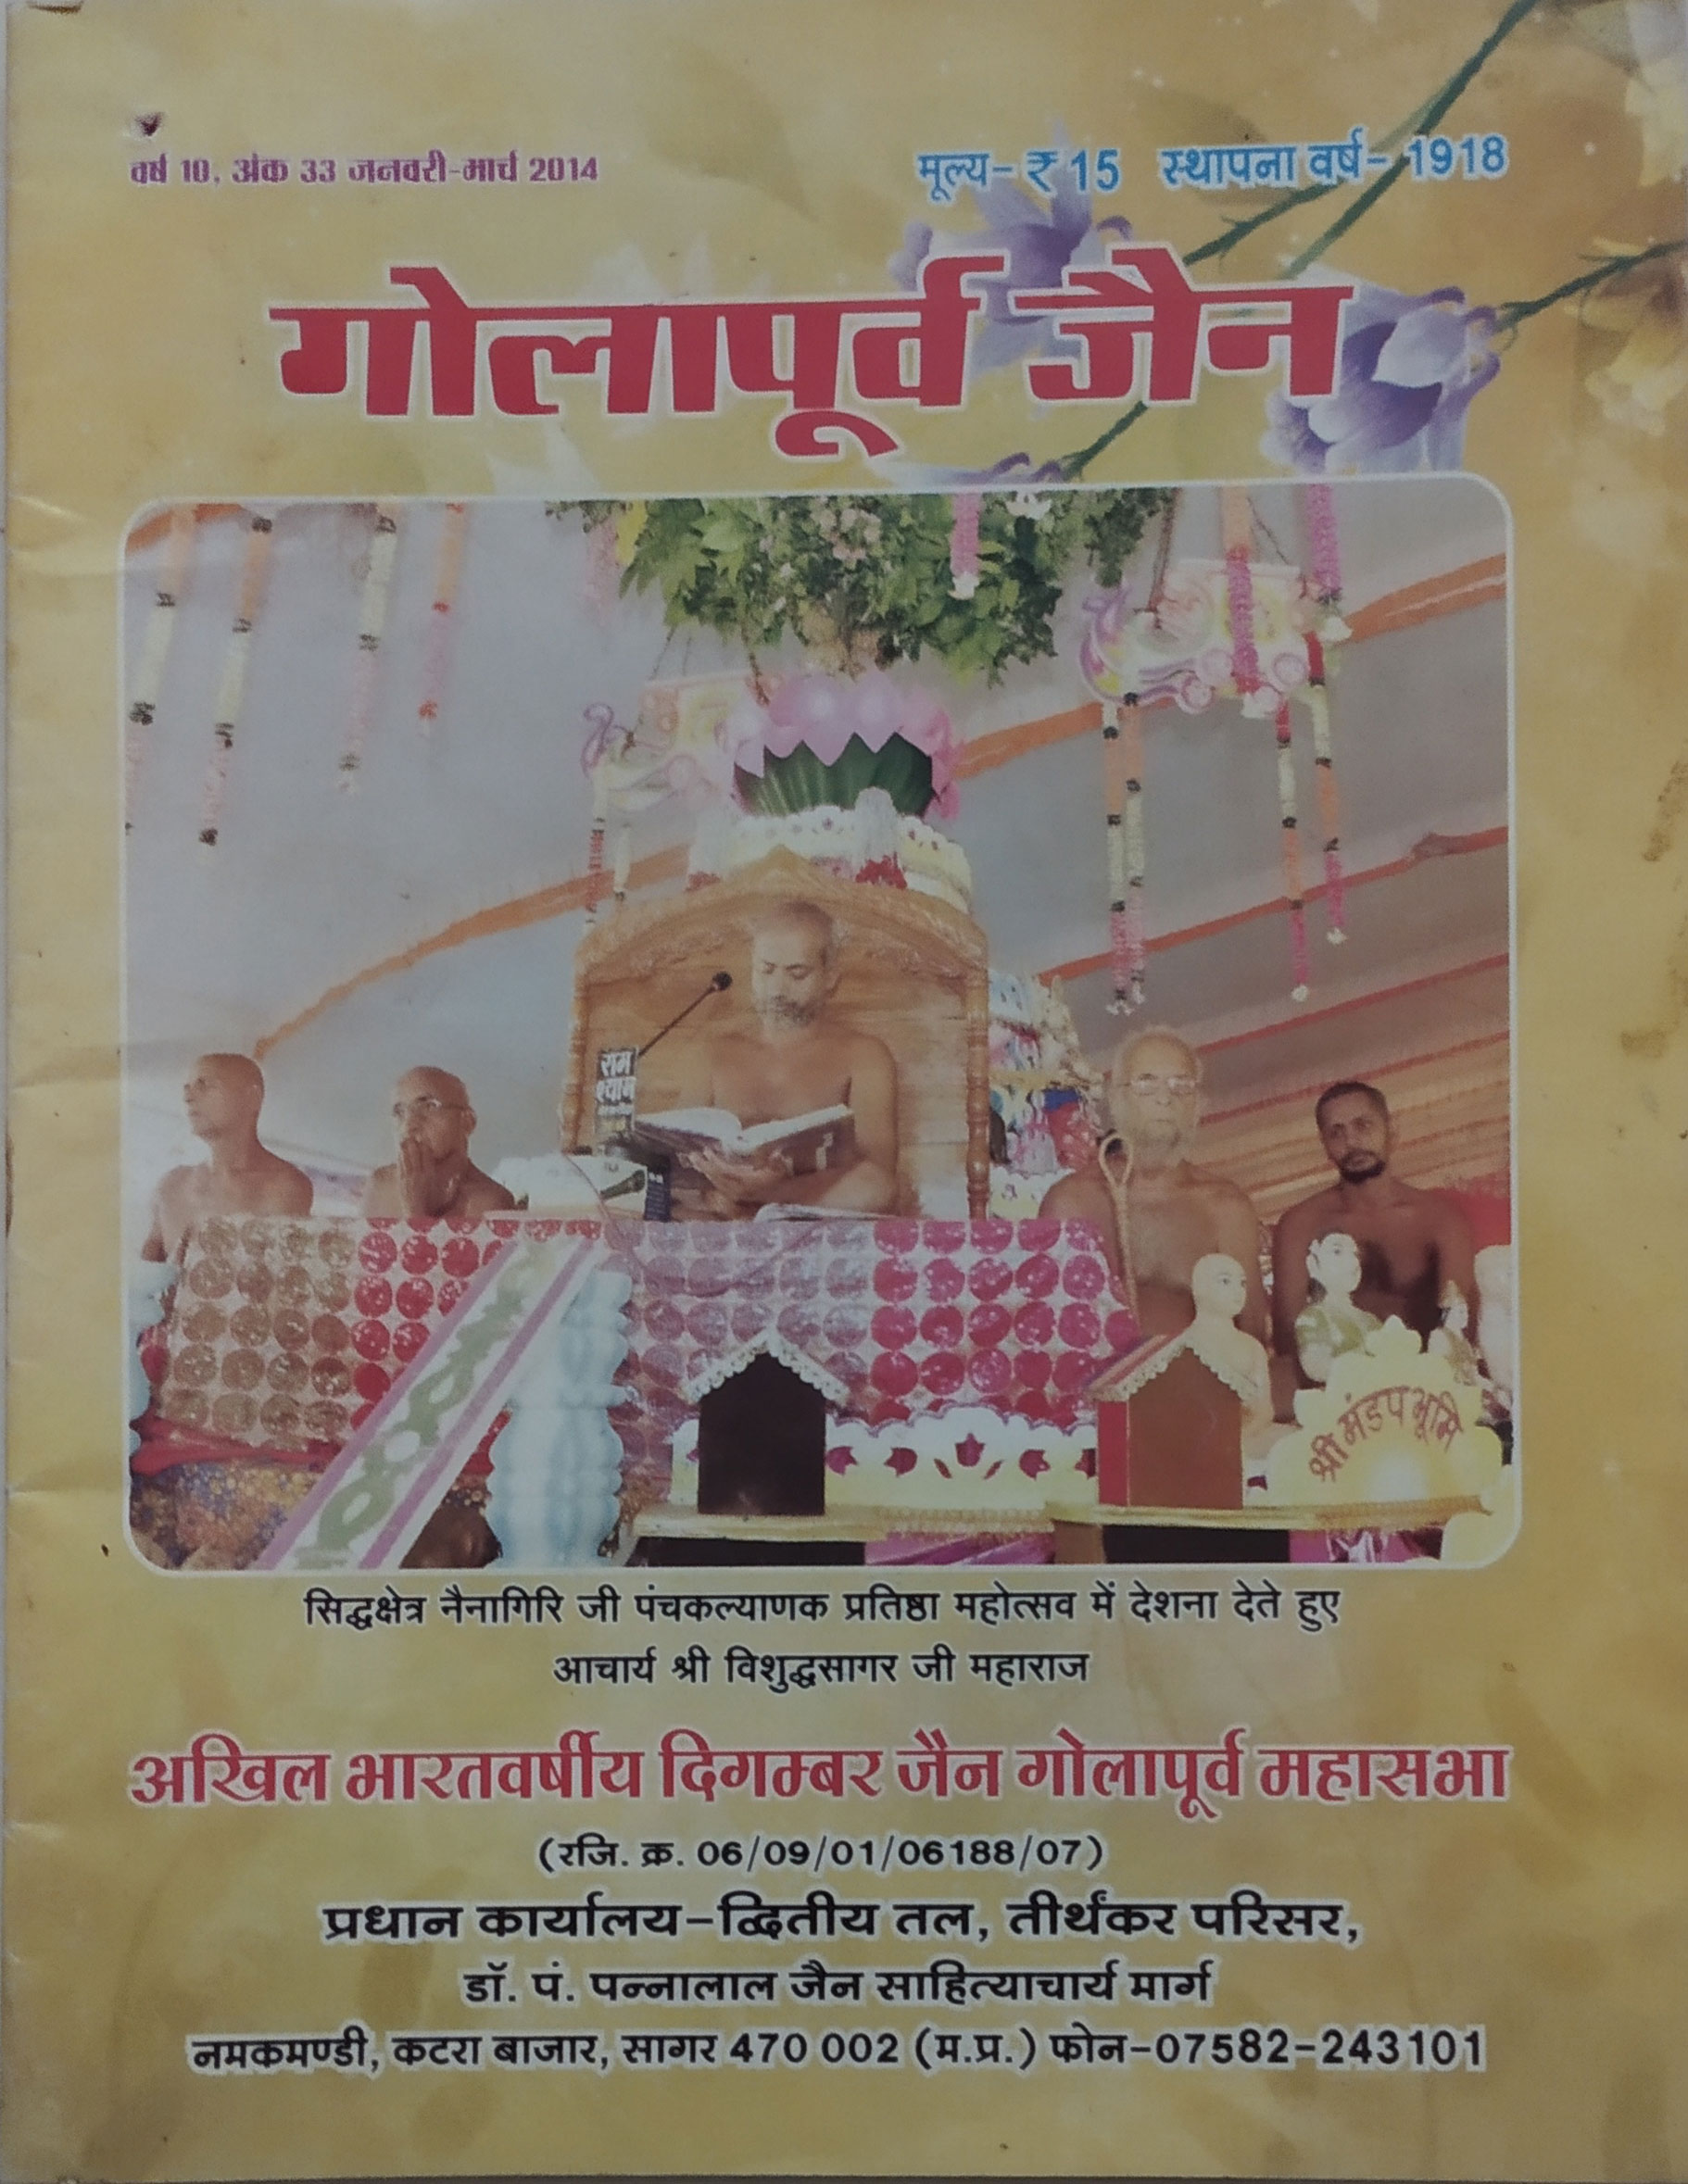 वर्ष 10, अंक 33 जनवरी-मार्च 2014
मूल्य- ₹ 15 स्थापना वर्ष- 1918
गोलापूर्व जैन
राम
श्याम
श्री मंडप भूमि
सिद्धक्षेत्र नैनागिरि जी पंचकल्याणक प्रतिष्ठा महोत्सव में देशना देते हुए
आचार्य श्री विशुद्धसागर जी महाराज
अखिल भारतवर्षीय दिगम्बर जैन गोलापूर्व महासभा
(रजि. क्र. 06/09/01/06188/07)
प्रधान कार्यालय-द्वितीय तल, तीर्थंकर परिसर,
डॉ. पं. पन्नालाल जैन साहित्याचार्य मार्ग
नमकमण्डी, कटरा बाजार, सागर 470 002 (म.प्र.) फोन-07582-243101